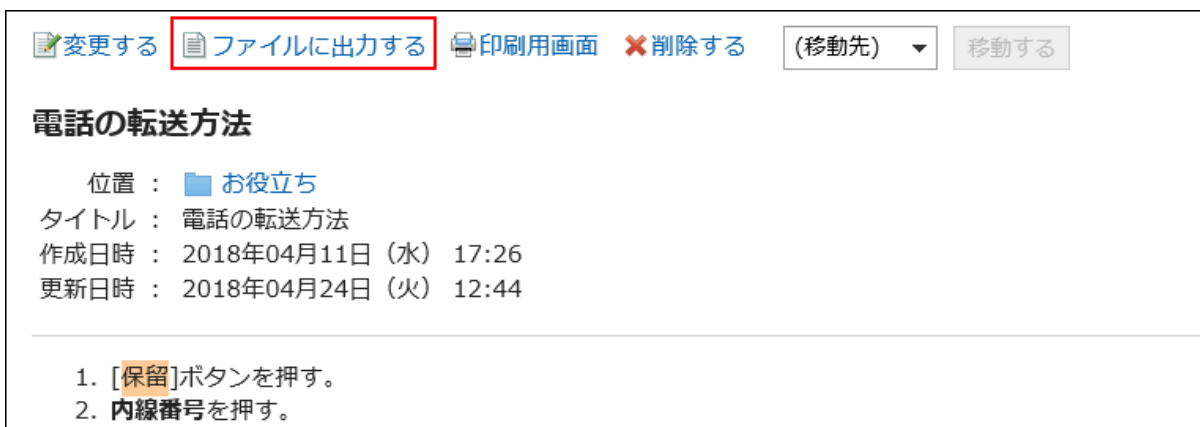 変更する ファイルに出力する 印刷用画面 削除する (移動先) 移動する
電話の転送方法
位置 : お役立ち
タイトル : 電話の転送方法
作成日時 : 2018年04月11日（水） 17:26
更新日時 : 2018年04月24日（火） 12:44
1. [保留]ボタンを押す。
2. 内線番号を押す。